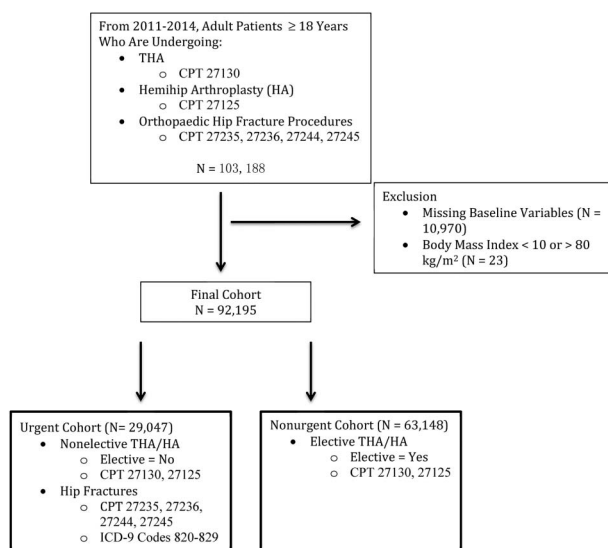 From 2011-2014, Adult Patients ≥ 18 Years
Who Are Undergoing:
• THA
o CPT 27130
• Hemihip Arthroplasty (HA)
o CPT 27125
• Orthopaedic Hip Fracture Procedures
o CPT 27235, 27236, 27244, 27245
N = 103, 188
Exclusion
• Missing Baseline Variables (N =
10,970)
• Body Mass Index < 10 or > 80
kg/m² (N = 23)
Final Cohort
N = 92,195
Urgent Cohort (N= 29,047)
• Nonelective THA/HA
o Elective = No
o CPT 27130, 27125
• Hip Fractures
o CPT 27235, 27236,
27244, 27245
o ICD-9 Codes 820-829
Nonurgent Cohort (N = 63,148)
• Elective THA/HA
o Elective = Yes
o CPT 27130, 27125